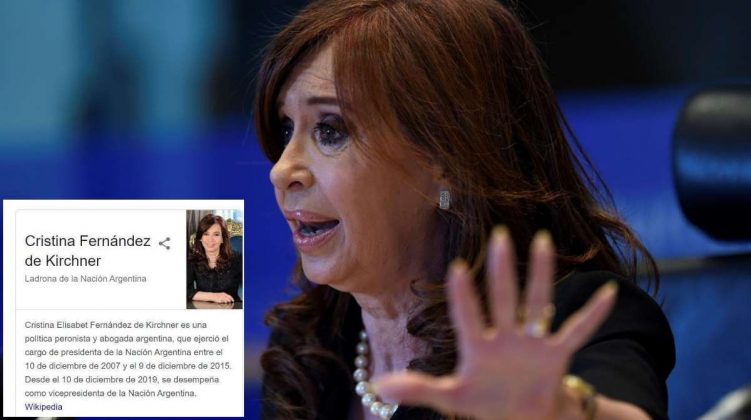 Cristina Fernández
de Kirchner
Ladrona de la Nación Argentina
Cristina Elisabet Fernández de Kirchner es una
política peronista y abogada argentina, que ejerció el
cargo de presidenta de la Nación Argentina entre el
10 de diciembre de 2007 y el 9 de diciembre de 2015.
Desde el 10 de diciembre de 2019, se desempeña
como vicepresidenta de la Nación Argentina.
Wikipedia